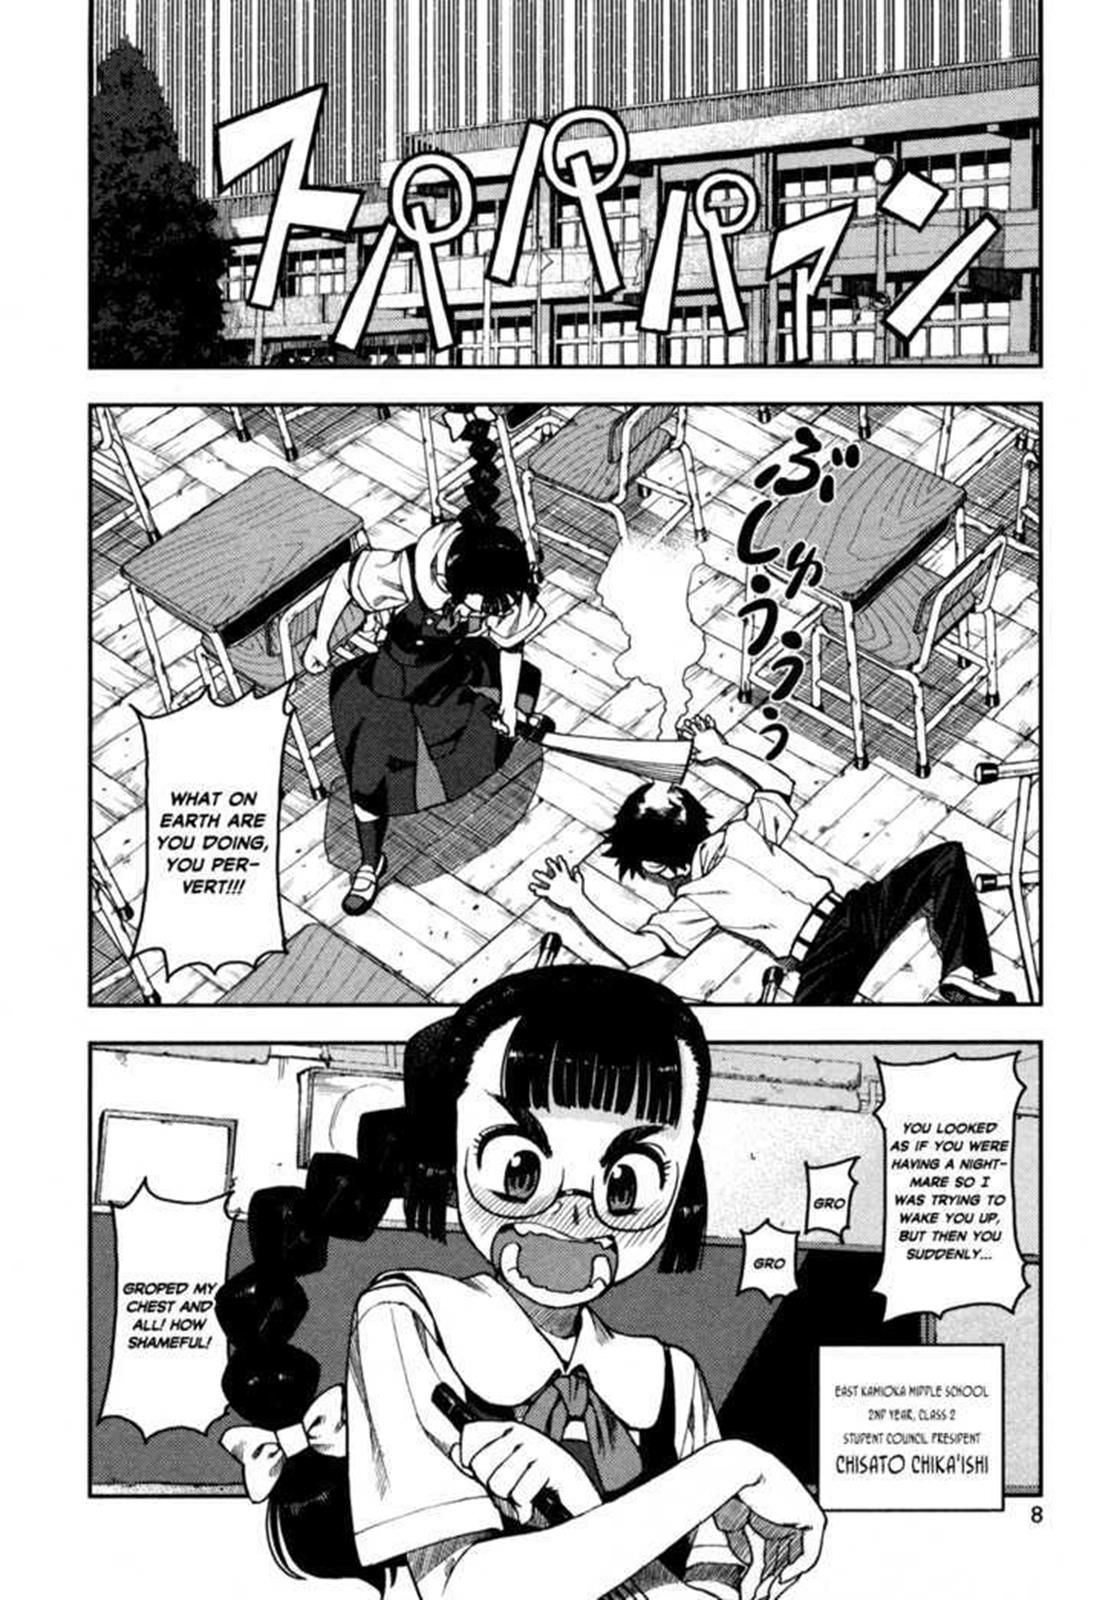 スパパパァン
ぶしゅうううぅ
WHAT ON
EARTH ARE
YOU DOING,
YOU PER-
VERT!!!
YOU LOOKED
AS IF YOU WERE
HAVING A NIGHT-
MARE SO I
WAS TRYING TO
WAKE YOU UP,
BUT THEN YOU
SUDDENLY...
GRO
GRO
GROPED MY
CHEST AND
ALL! HOW
SHAMEFUL!
EAST KAMIOKA MIDDLE SCHOOL
2ND YEAR, CLASS 2
STUDENT COUNCIL PRESIDENT
CHISATO CHIKA'ISHI
8